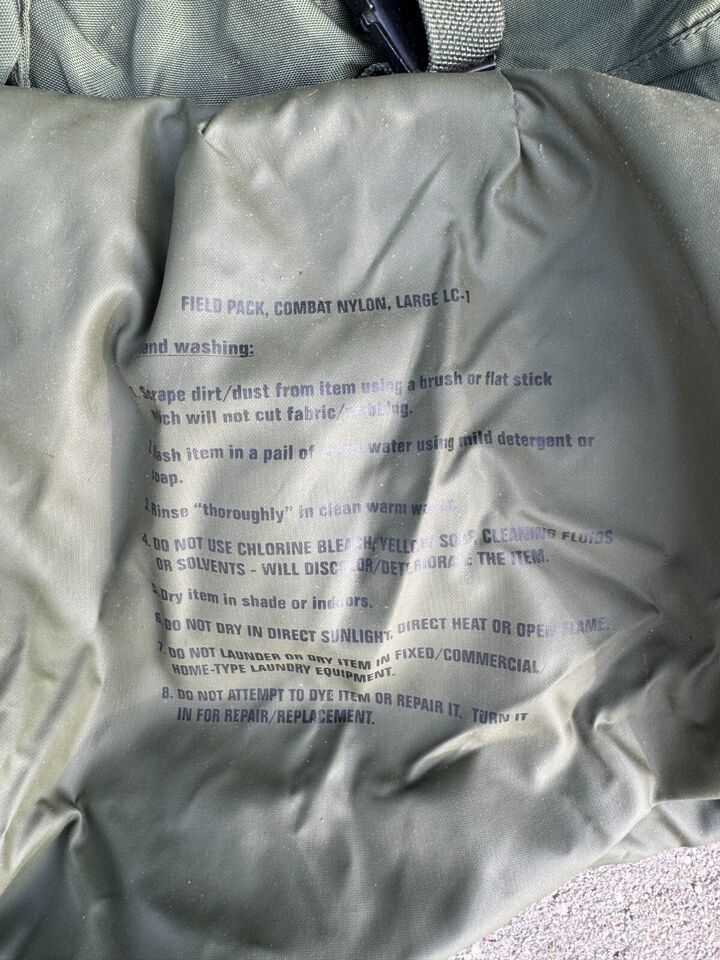 FIELD PACK, COMBAT NYLON, LARGE LC-1
and washing:
Scrape dirt/dust from item using a brush or flat stick
which will not cut fabric/webbing.
2. Wash item in a pail of water using mild detergent or
soap.
3. Rinse "thoroughly" in clean warm water.
4. DO NOT USE CHLORINE BLEACH, YELLOW SOAP, CLEANING FLUIDS
OR SOLVENTS - WILL DISCOLOR/DETERIORATE THE ITEM.
5. Dry item in shade or indoors.
6. DO NOT DRY IN DIRECT SUNLIGHT, DIRECT HEAT OR OPEN FLAME.
7. DO NOT LAUNDER OR DRY ITEM IN FIXED/COMMERCIAL
HOME-TYPE LAUNDRY EQUIPMENT.
8. DO NOT ATTEMPT TO DYE ITEM OR REPAIR IT. TURN IT
IN FOR REPAIR/REPLACEMENT.